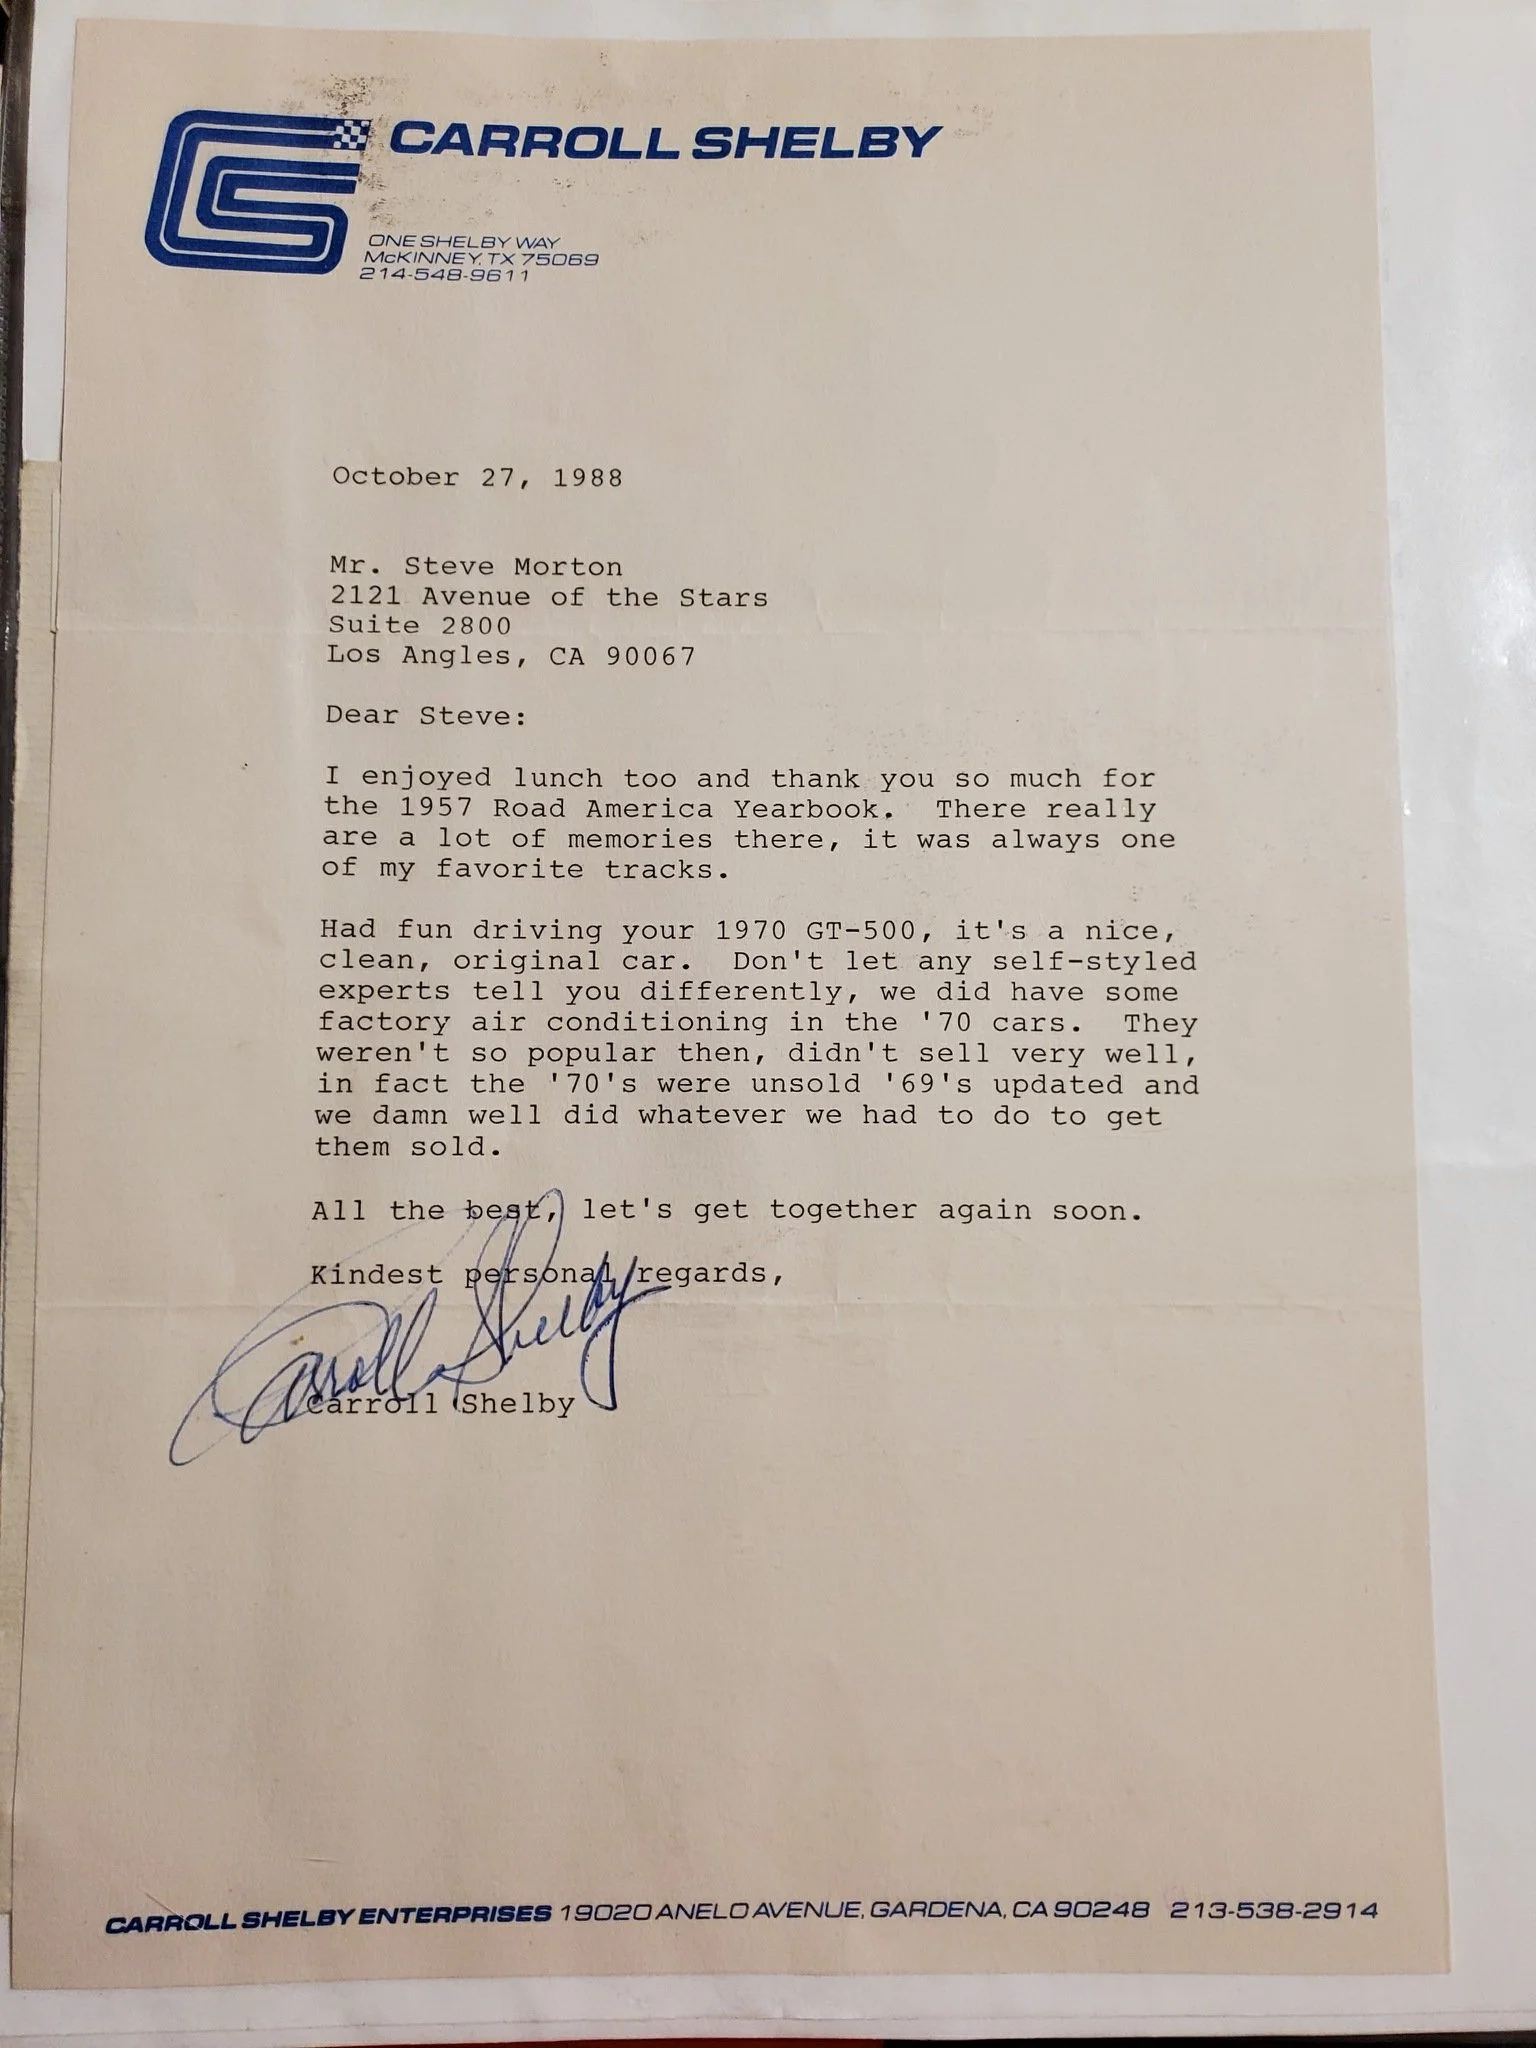 CARROLL SHELBY
ONE SHELBY WAY
McKINNEY, TX 75069
214-548-9611
October 27, 1988
Mr. Steve Morton
2121 Avenue of the Stars
Suite 2800
Los Angles, CA 90067
Dear Steve:
I enjoyed lunch too and thank you so much for
the 1957 Road America Yearbook.  There really
are a lot of memories there, it was always one
of my favorite tracks.
Had fun driving your 1970 GT-500, it's a nice,
clean, original car.  Don't let any self-styled
experts tell you differently, we did have some
factory air conditioning in the '70 cars.  They
weren't so popular then, didn't sell very well,
in fact the '70's were unsold '69's updated and
we damn well did whatever we had to do to get
them sold.
All the best, let's get together again soon.
Kindest personal regards,
Carroll Shelby
Carroll Shelby
CARROLL SHELBY ENTERPRISES 19020 ANELO AVENUE, GARDENA, CA 90248 213-538-2914